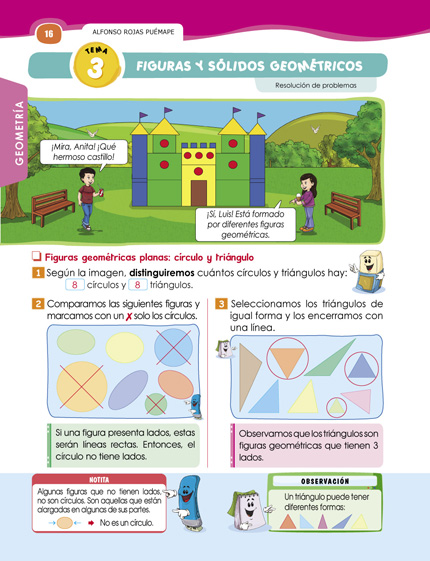 16
ALFONSO ROJAS PUÉMAPE
TEMA
3
FIGURAS Y SÓLIDOS GEOMÉTRICOS
Resolución de problemas
GEOMETRÍA
¡Mira, Anita! ¡Qué
hermoso castillo!
¡Sí, Luis! Está formado
por diferentes figuras
geométricas.
Figuras geométricas planas: círculo y triángulo
1 Según la imagen, distinguiremos cuántos círculos y triángulos hay:
8 círculos y 8 triángulos.
2 Comparamos las siguientes figuras y
marcamos con un ✗ solo los círculos.
Si una figura presenta lados, estas
serán líneas rectas. Entonces, el
círculo no tiene lados.
3 Seleccionamos los triángulos de
igual forma y los encerramos con
una línea.
Observamos que los triángulos son
figuras geométricas que tienen 3
lados.
NOTITA
Algunas figuras que no tienen lados,
no son círculos. Son aquellas que están
alargadas en algunas de sus partes.
No es un círculo.
OBSERVACIÓN
Un triángulo puede tener
diferentes formas: